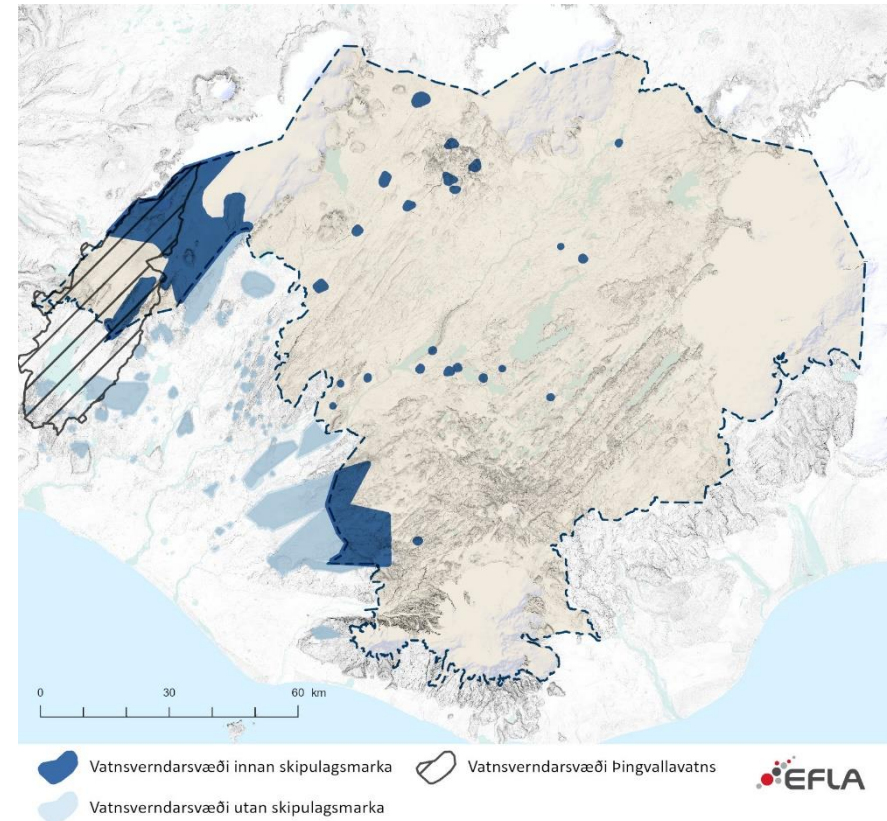 0 30 60 km
Vatnsverndarsvæði innan skipulagsmarka
Vatnsverndarsvæði Þingvallavatns
Vatnsverndarsvæði utan skipulagsmarka
EFLA